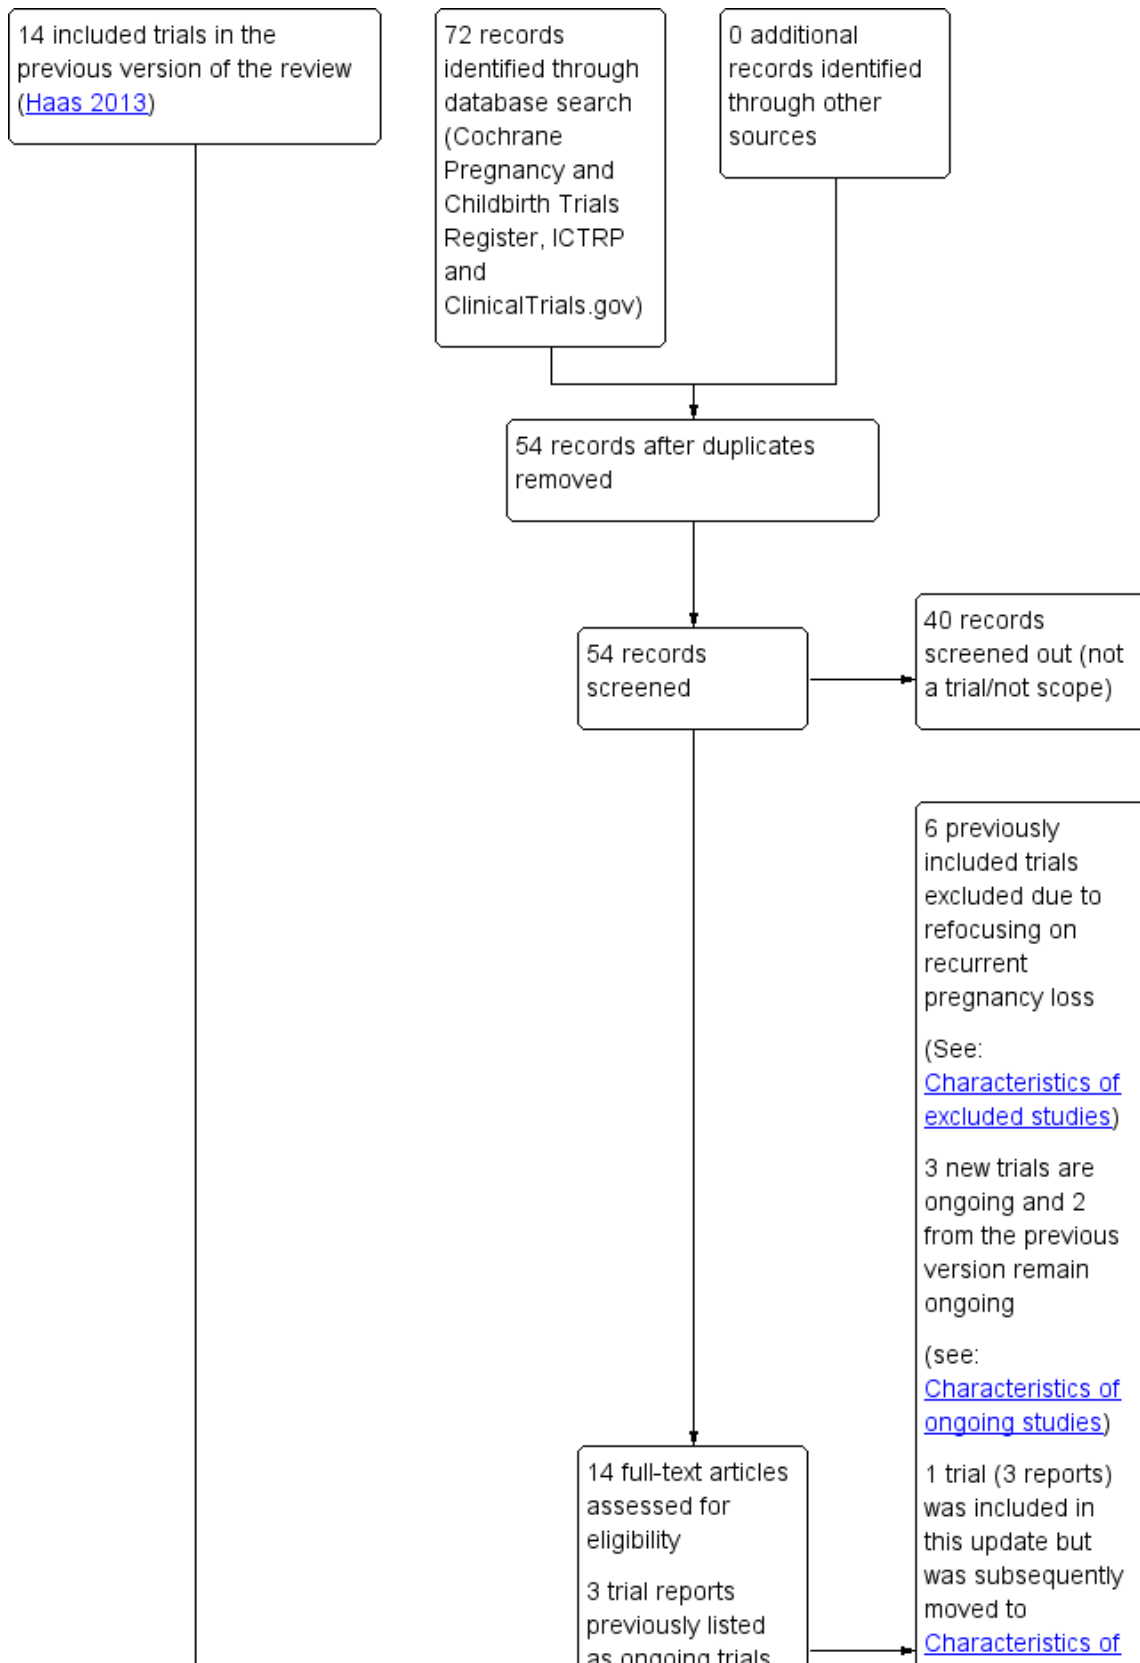 14 included trials in the
previous version of the review
(Haas 2013)
72 records
identified through
database search
(Cochrane
Pregnancy and
Childbirth Trials
Register, ICTRP
and
ClinicalTrials.gov)
0 additional
records identified
through other
sources
54 records after duplicates
removed
54 records
screened
40 records
screened out (not
a trial/not scope)
6 previously
included trials
excluded due to
refocusing on
recurrent
pregnancy loss
(See:
Characteristics of
excluded studies)
3 new trials are
ongoing and 2
from the previous
version remain
ongoing
(see:
Characteristics of
ongoing studies)
1 trial (3 reports)
was included in
this update but
was subsequently
moved to
Characteristics of
14 full-text articles
assessed for
eligibility
3 trial reports
previously listed
as ongoing trials